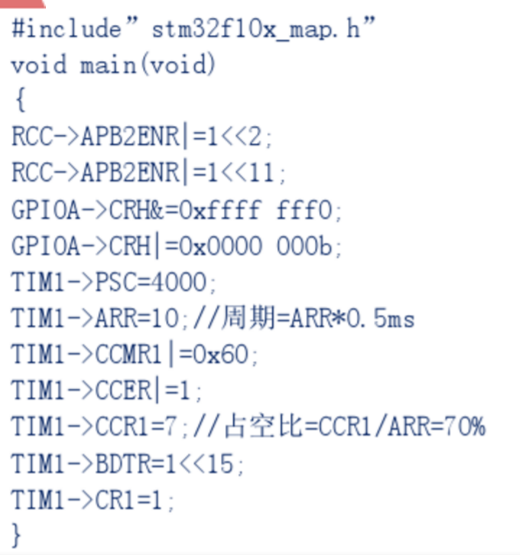 #include” stm32f10x_map.h”
void main(void)
{
RCC->APB2ENR|=1<<2;
RCC->APB2ENR|=1<<11;
GPIOA->CRH&=0xffff fff0;
GPIOA->CRH|=0x0000 000b;
TIM1->PSC=4000;
TIM1->ARR=10;//周期=ARR*0.5ms
TIM1->CCMR1|=0x60;
TIM1->CCER|=1;
TIM1->CCR1=7;//占空比=CCR1/ARR=70%
TIM1->BDTR=1<<15;
TIM1->CR1=1;
}